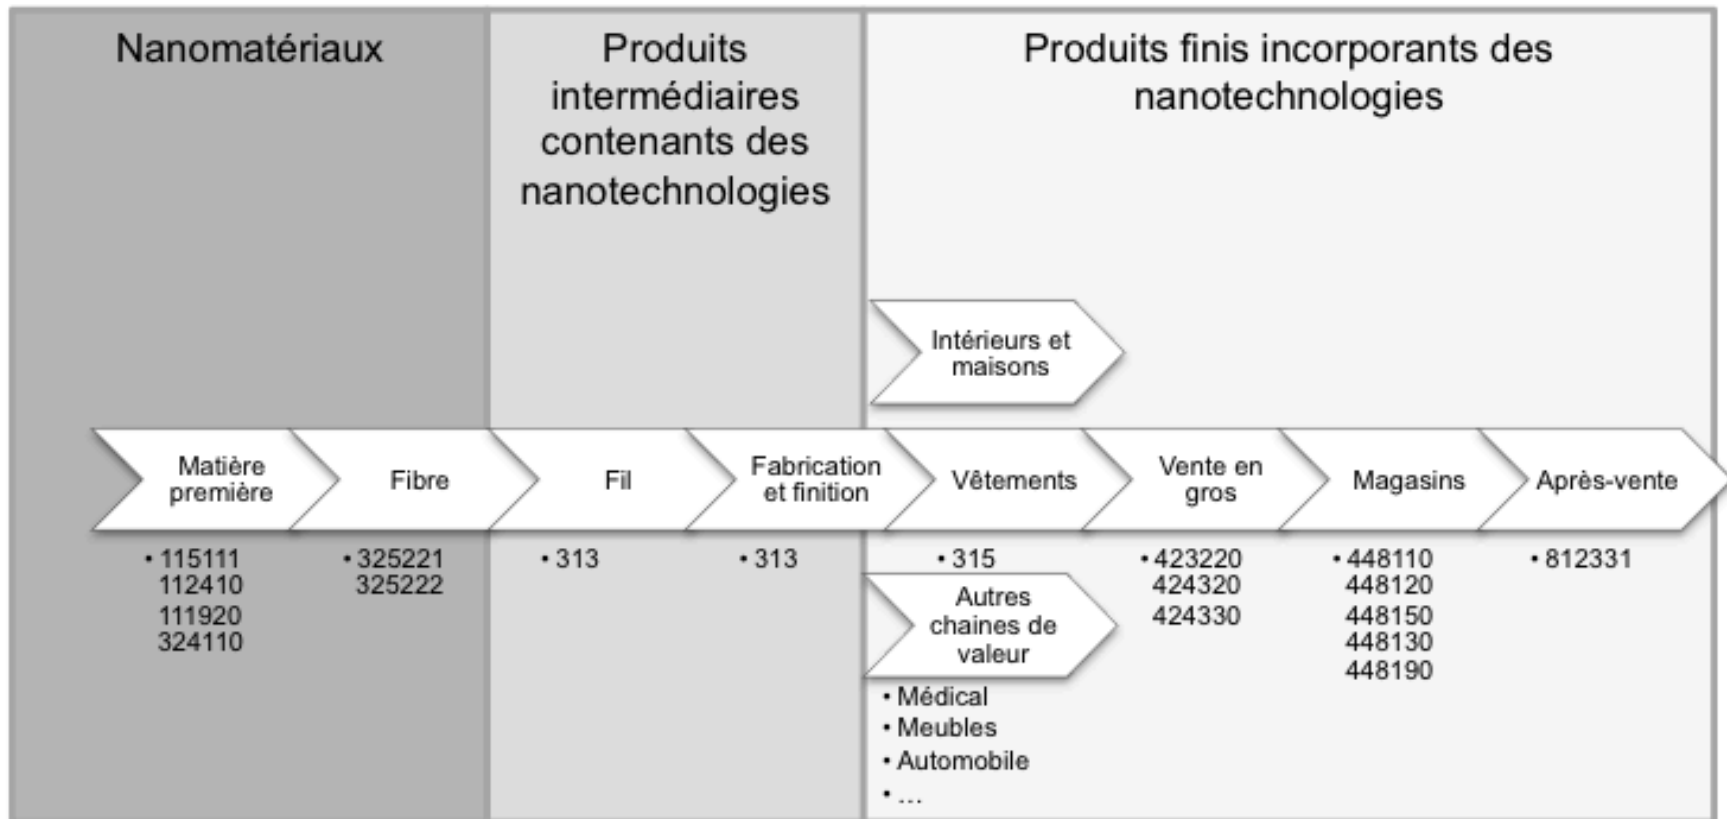 Nanomatériaux
Produits
intermédiaires
contenants des
nanotechnologies
Produits finis incorporants des
nanotechnologies
Intérieurs et
maisons
Matière
première
Fibre
Fil
Fabrication
et finition
Vêtements
Vente en
gros
Magasins
Après-vente
• 115111
112410
111920
324110
• 325221
325222
• 313
• 313
• 315
• 423220
424320
424330
• 448110
448120
448150
448130
448190
• 812331
Autres
chaines de
valeur
• Médical
• Meubles
• Automobile
• ...